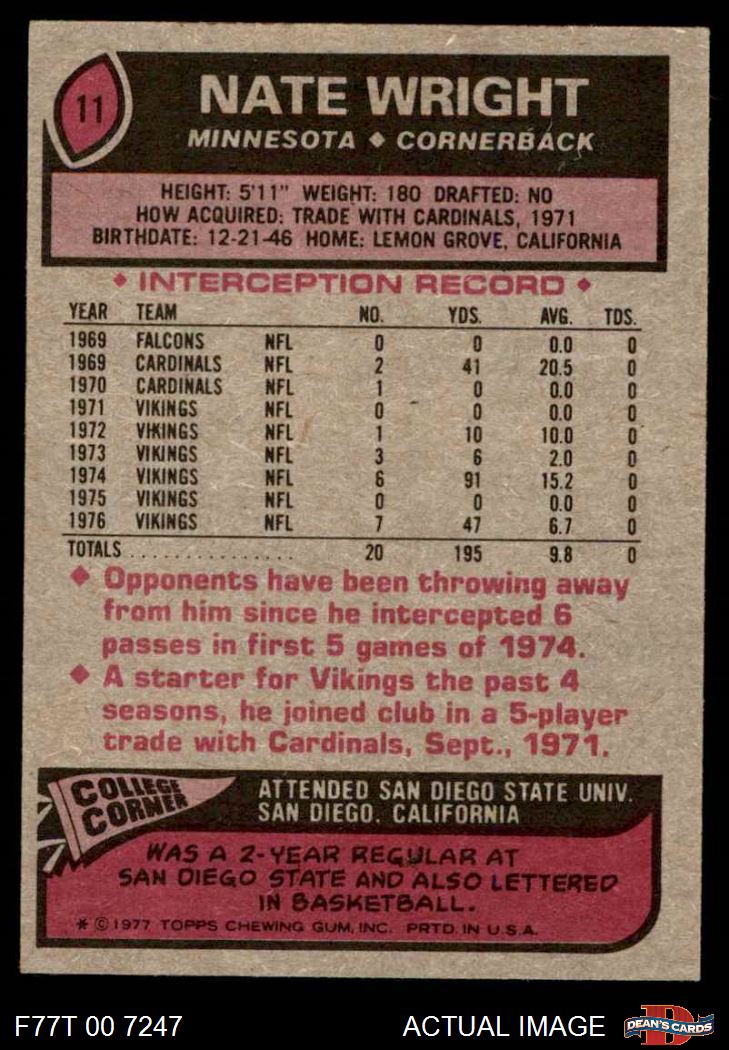 11
NATE WRIGHT
MINNESOTA ◆ CORNERBACK
HEIGHT: 5'11" WEIGHT: 180 DRAFTED: NO
HOW ACQUIRED: TRADE WITH CARDINALS, 1971
BIRTHDATE: 12-21-46 HOME: LEMON GROVE, CALIFORNIA
◆ INTERCEPTION RECORD ◆
YEAR TEAM NO. YDS. AVG. TDS.
1969 FALCONS NFL 0 0 0.0 0
1969 CARDINALS NFL 2 41 20.5 0
1970 CARDINALS NFL 1 0 0.0 0
1971 VIKINGS NFL 0 0 0.0 0
1972 VIKINGS NFL 1 10 10.0 0
1973 VIKINGS NFL 3 6 2.0 0
1974 VIKINGS NFL 6 91 15.2 0
1975 VIKINGS NFL 0 0 0.0 0
1976 VIKINGS NFL 7 47 6.7 0
TOTALS . . . . . . . . . . . . . . . 20 195 9.8 0
◆ Opponents have been throwing away
from him since he intercepted 6
passes in first 5 games of 1974.
◆ A starter for Vikings the past 4
seasons, he joined club in a 5-player
trade with Cardinals, Sept., 1971.
COLLEGE
CORNER
ATTENDED SAN DIEGO STATE UNIV.
SAN DIEGO, CALIFORNIA
WAS A 2-YEAR REGULAR AT
SAN DIEGO STATE AND ALSO LETTERED
IN BASKETBALL.
* © 1977 TOPPS CHEWING GUM, INC. PRTD. IN U.S.A.
F77T 00 7247
ACTUAL IMAGE
D
DEAN'S CARDS